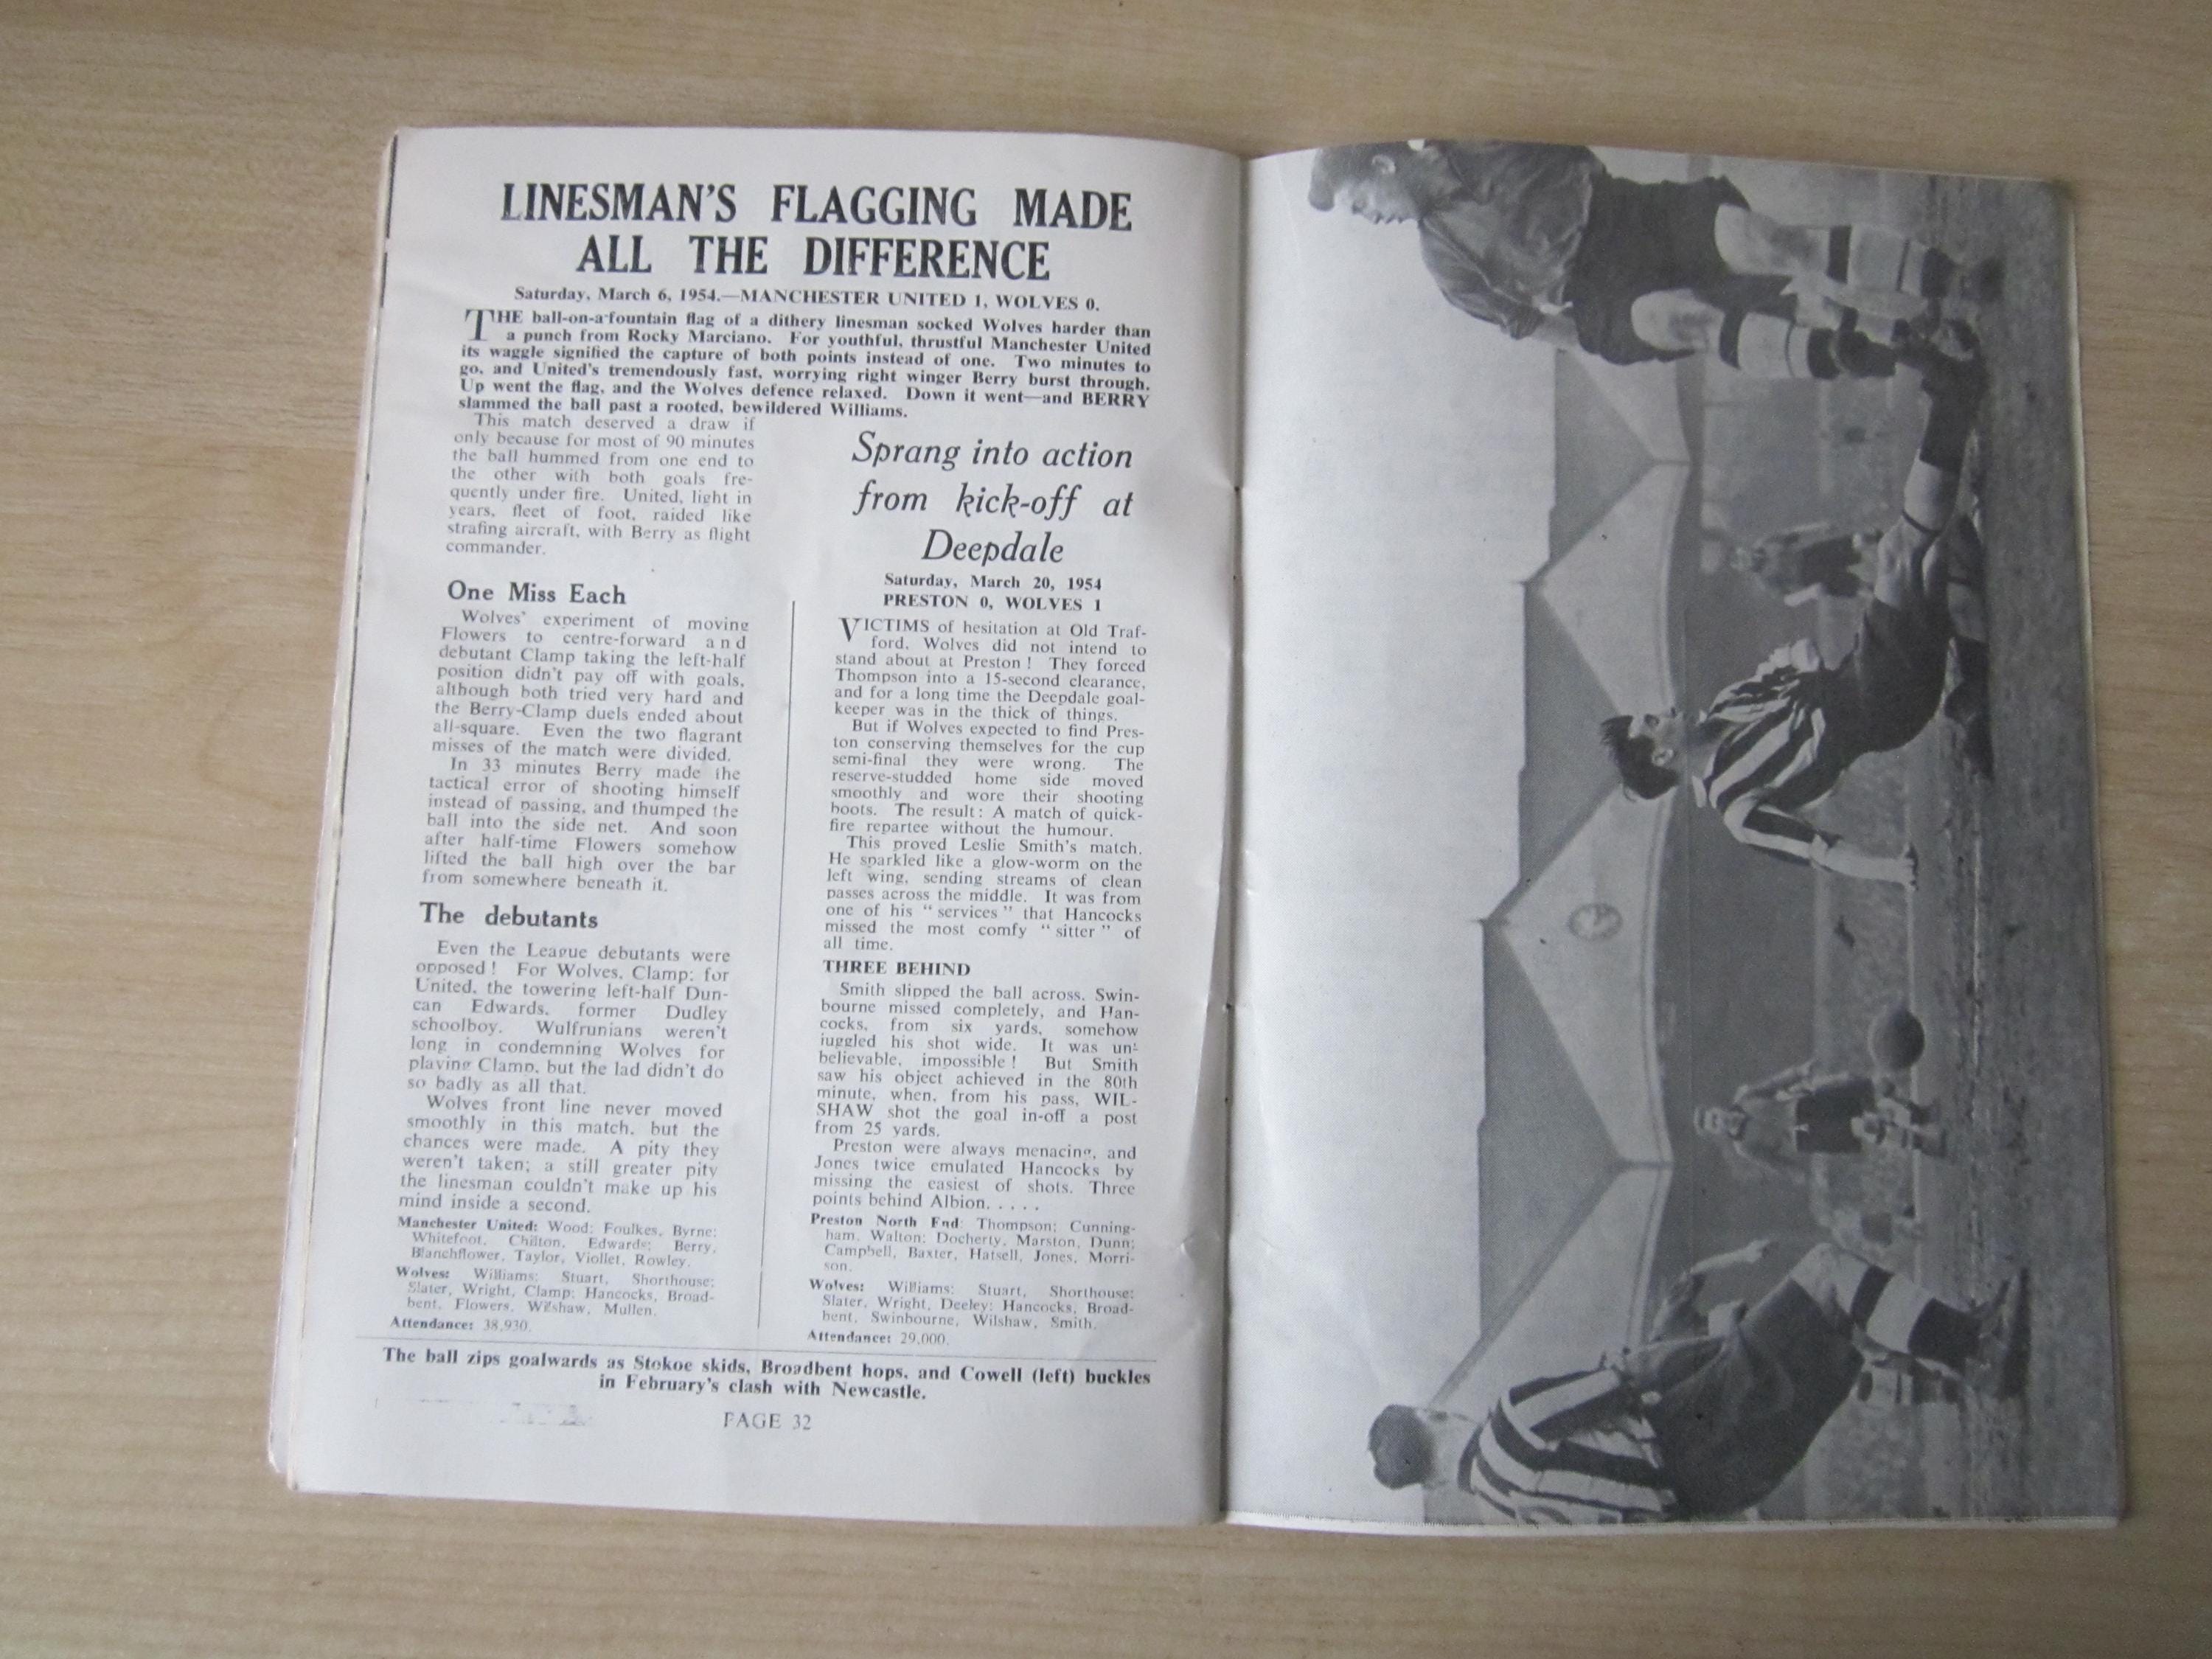 LINESMAN'S FLAGGING MADE
ALL THE DIFFERENCE
Saturday, March 6, 1954.—MANCHESTER UNITED 1, WOLVES 0.
THE ball-on-a-fountain flag of a dithery linesman socked Wolves harder than
a punch from Rocky Marciano. For youthful, thrustful Manchester United
its waggle signified the capture of both points instead of one. Two minutes to
go, and United's tremendously fast, worrying right winger Berry burst through.
Up went the flag, and the Wolves defence relaxed. Down it went—and BERRY
slammed the ball past a rooted, bewildered Williams.
This match deserved a draw if
only because for most of 90 minutes
the ball hummed from one end to
the other with both goals fre-
quently under fire. United, light in
years, fleet of foot, raided like
strafing aircraft, with Berry as flight
commander.
One Miss Each
Wolves' experiment of moving
Flowers to centre-forward and
debutant Clamp taking the left-half
position didn't pay off with goals,
although both tried very hard and
the Berry-Clamp duels ended about
all-square. Even the two flagrant
misses of the match were divided.
In 33 minutes Berry made the
tactical error of shooting himself
instead of passing, and thumped the
ball into the side net. And soon
after half-time Flowers somehow
lifted the ball high over the bar
from somewhere beneath it.
The debutants
Even the League debutants were
opposed! For Wolves, Clamp; for
United, the towering left-half Dun-
can Edwards, former Dudley
schoolboy. Wulfrunians weren't
long in condemning Wolves for
playing Clamp, but the lad didn't do
so badly as all that.
Wolves front line never moved
smoothly in this match, but the
chances were made. A pity they
weren't taken; a still greater pity
the linesman couldn't make up his
mind inside a second.
Manchester United: Wood; Foulkes, Byrne;
Whitefoot, Chilton, Edwards; Berry,
Blanchflower, Taylor, Viollet, Rowley.
Wolves: Williams; Stuart, Shorthouse;
Slater, Wright, Clamp; Hancocks, Broad-
bent, Flowers, Wilshaw, Mullen.
Attendance: 38,930.
Sprang into action
from kick-off at
Deepdale
Saturday, March 20, 1954
PRESTON 0, WOLVES 1
VICTIMS of hesitation at Old Traf-
ford, Wolves did not intend to
stand about at Preston! They forced
Thompson into a 15-second clearance,
and for a long time the Deepdale goal-
keeper was in the thick of things.
But if Wolves expected to find Pres-
ton conserving themselves for the cup
semi-final they were wrong. The
reserve-studded home side moved
smoothly and wore their shooting
boots. The result: A match of quick-
fire repartee without the humour.
This proved Leslie Smith's match.
He sparkled like a glow-worm on the
left wing, sending streams of clean
passes across the middle. It was from
one of his "services" that Hancocks
missed the most comfy "sitter" of
all time.
THREE BEHIND
Smith slipped the ball across. Swin-
bourne missed completely, and Han-
cocks, from six yards, somehow
juggled his shot wide. It was un-
believable, impossible! But Smith
saw his object achieved in the 80th
minute, when, from his pass, WIL-
SHAW shot the goal in-off a post
from 25 yards.
Preston were always menacing, and
Jones twice emulated Hancocks by
missing the easiest of shots. Three
points behind Albion. . . . .
Preston North End: Thompson; Cunning-
ham, Walton; Docherty, Marston, Dunn;
Campbell, Baxter, Hatsell, Jones, Morri-
son.
Wolves: Williams; Stuart, Shorthouse;
Slater, Wright, Deeley; Hancocks, Broad-
bent, Swinbourne, Wilshaw, Smith.
Attendance: 29,000.
The ball zips goalwards as Stokoe skids, Broadbent hops, and Cowell (left) buckles
in February's clash with Newcastle.
PAGE 32